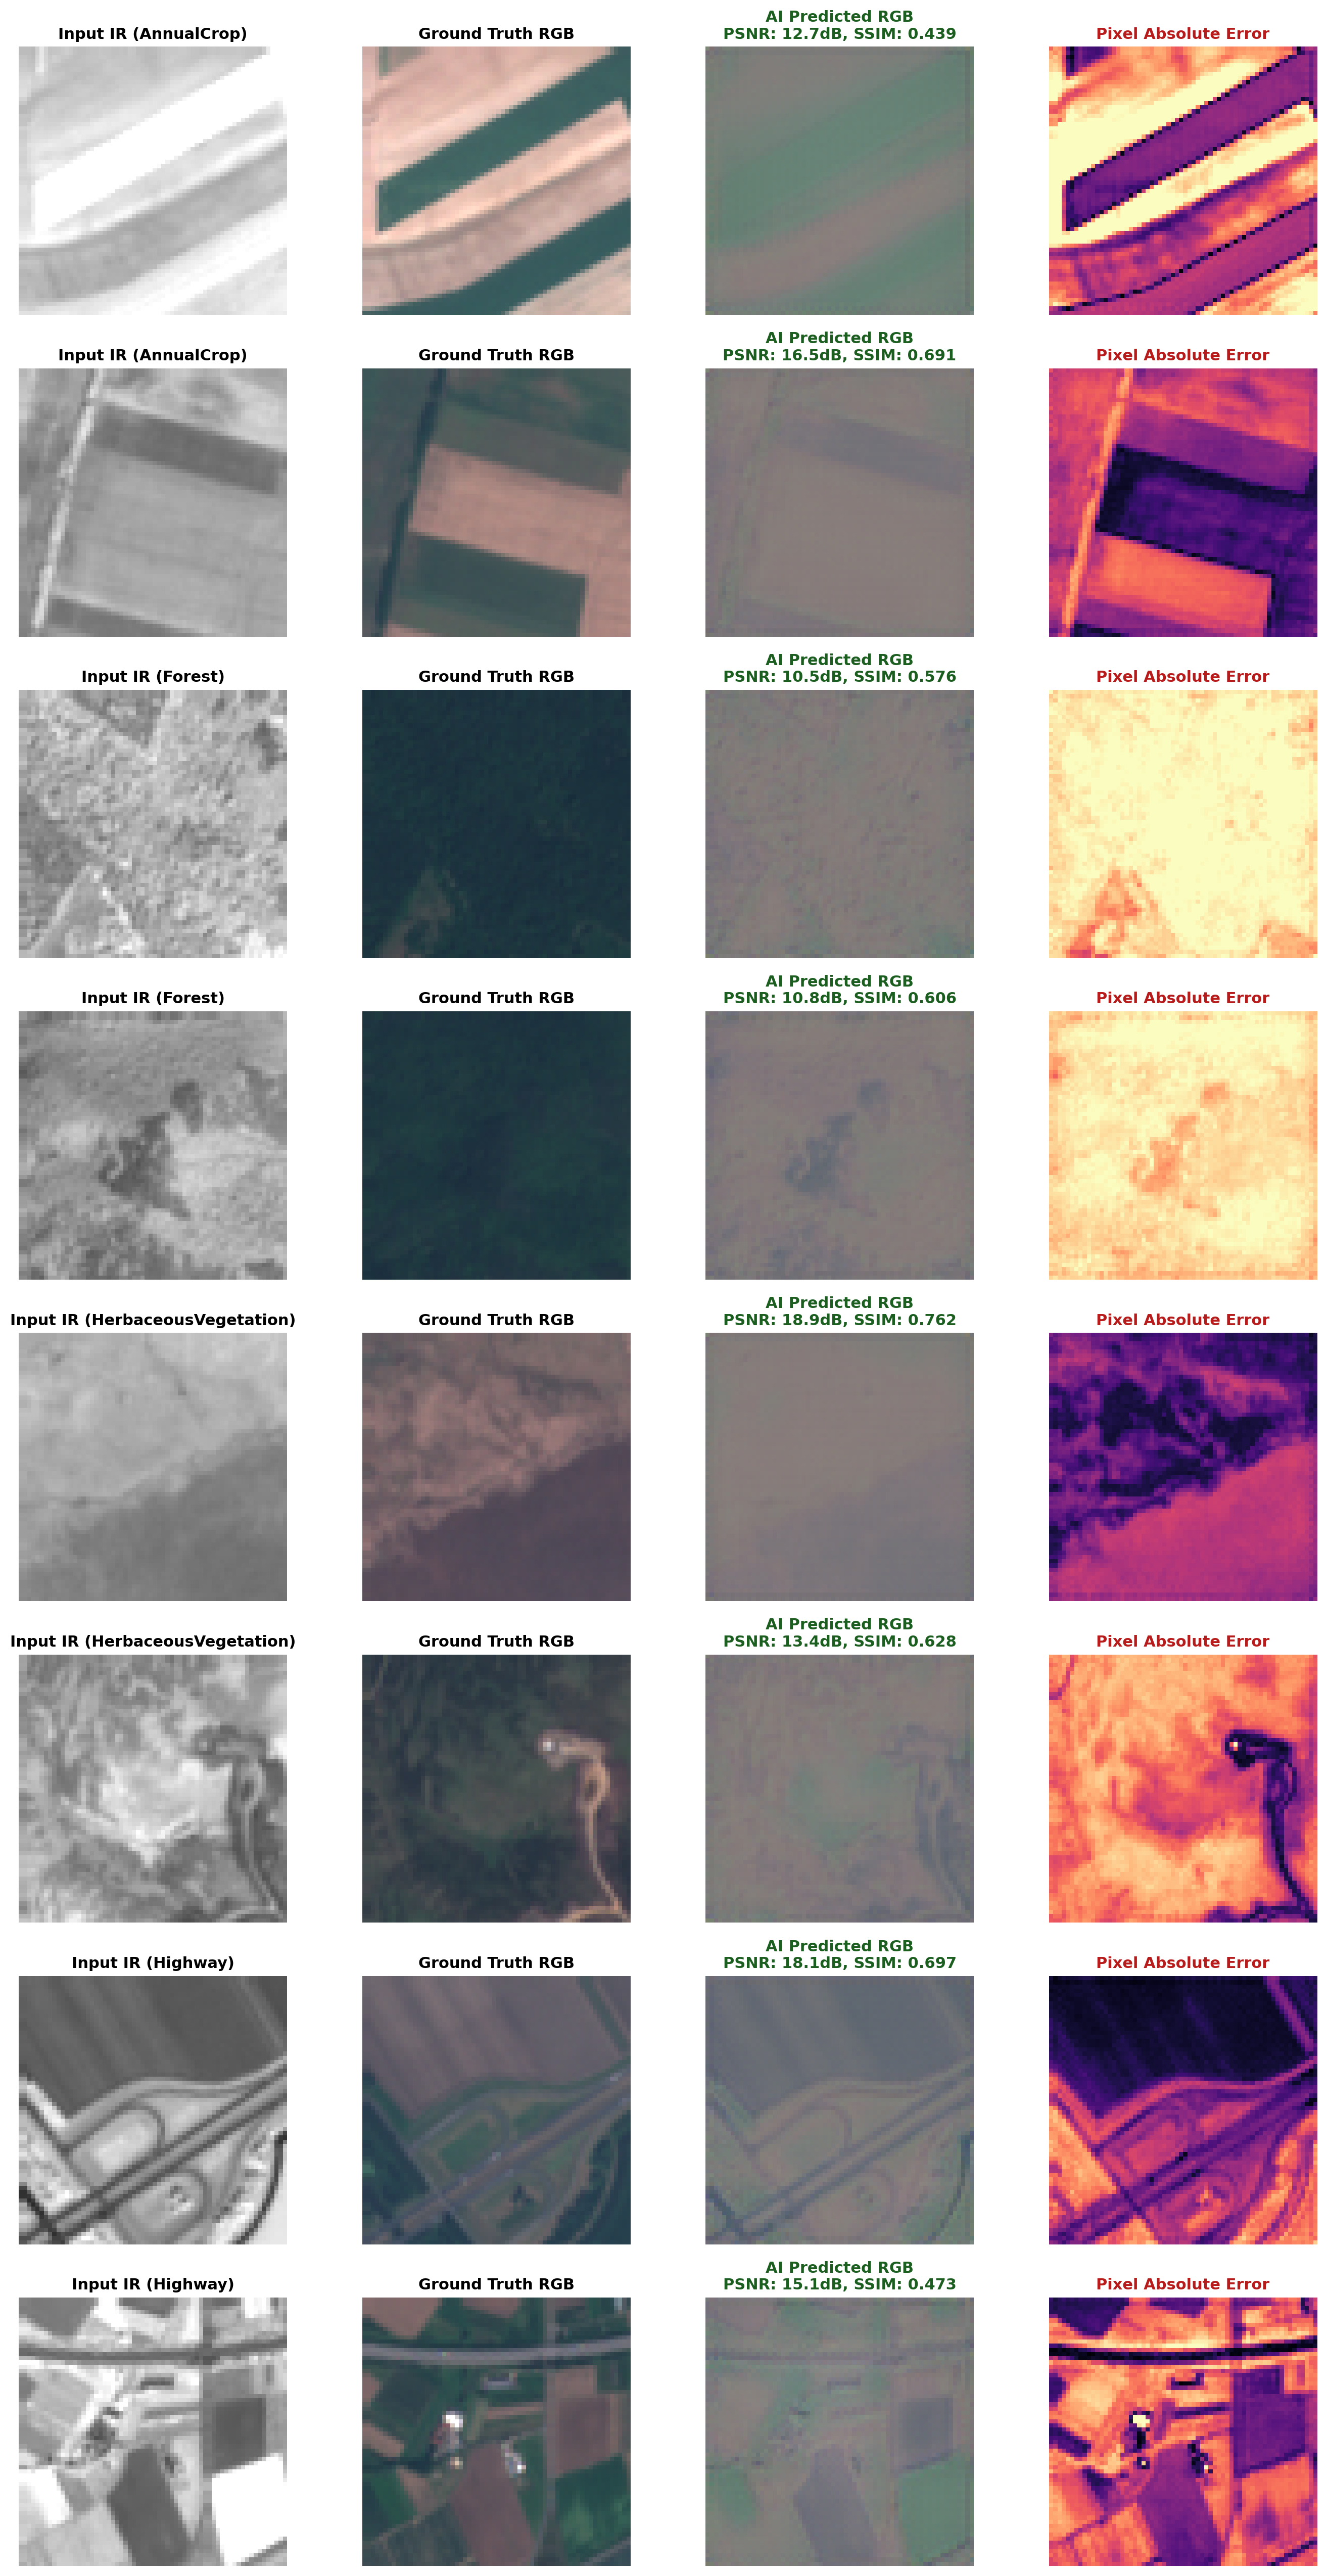 Input IR (AnnualCrop)
Ground Truth RGB
AI Predicted RGB
PSNR: 12.7dB, SSIM: 0.439
Pixel Absolute Error
Input IR (AnnualCrop)
Ground Truth RGB
AI Predicted RGB
PSNR: 16.5dB, SSIM: 0.691
Pixel Absolute Error
Input IR (Forest)
Ground Truth RGB
AI Predicted RGB
PSNR: 10.5dB, SSIM: 0.576
Pixel Absolute Error
Input IR (Forest)
Ground Truth RGB
AI Predicted RGB
PSNR: 10.8dB, SSIM: 0.606
Pixel Absolute Error
Input IR (HerbaceousVegetation)
Ground Truth RGB
AI Predicted RGB
PSNR: 18.9dB, SSIM: 0.762
Pixel Absolute Error
Input IR (HerbaceousVegetation)
Ground Truth RGB
AI Predicted RGB
PSNR: 13.4dB, SSIM: 0.628
Pixel Absolute Error
Input IR (Highway)
Ground Truth RGB
AI Predicted RGB
PSNR: 18.1dB, SSIM: 0.697
Pixel Absolute Error
Input IR (Highway)
Ground Truth RGB
AI Predicted RGB
PSNR: 15.1dB, SSIM: 0.473
Pixel Absolute Error